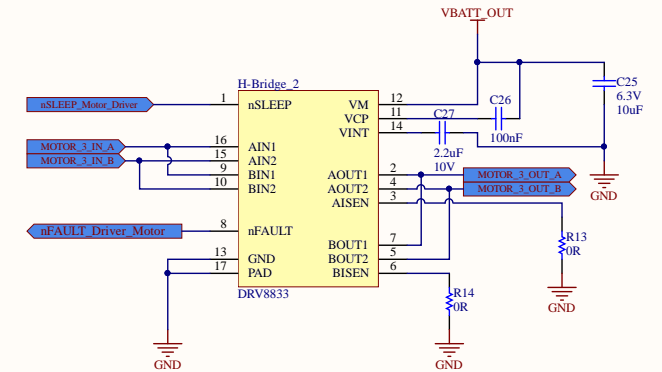 VBATT_OUT
H-Bridge_2
nSLEEP_Motor_Driver 1 nSLEEP VM 12
VCP 11 C26 100nF
VINT 14 C27 2.2uF 10V
C25 6.3V 10uF
MOTOR_3_IN_A 16 AIN1
MOTOR_3_IN_B 15 AIN2
9 BIN1 AOUT1 2 MOTOR_3_OUT_A
10 BIN2 AOUT2 4 MOTOR_3_OUT_B
AISEN 3
GND
nFAULT_Driver_Motor 8 nFAULT
BOUT1 7 R13 0R
13 GND BOUT2 5
17 PAD BISEN 6
DRV8833 R14 0R
GND
GND GND